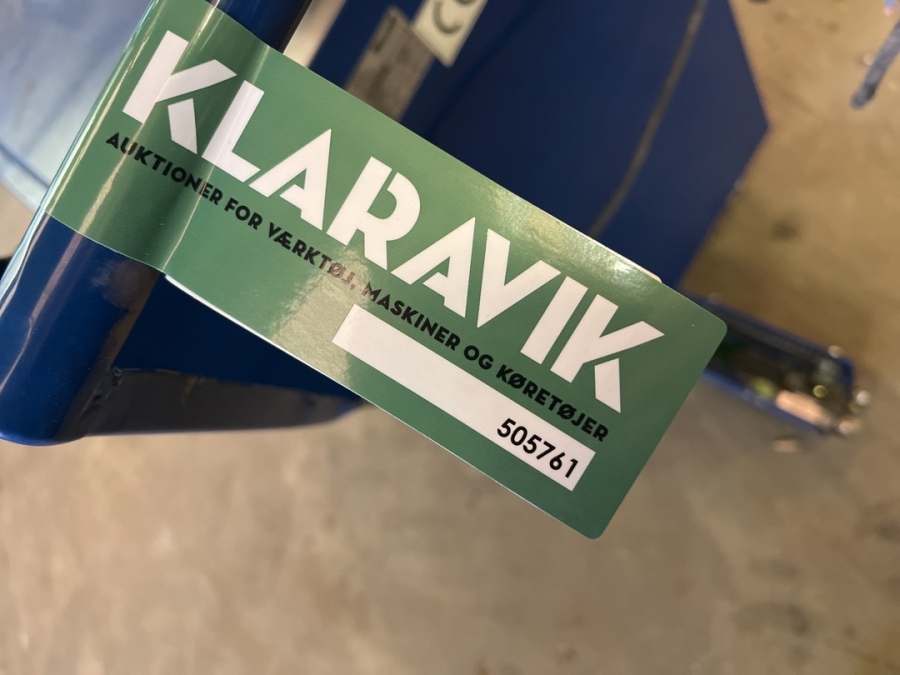 KLARAVIK
AUKTIONER FOR VÆRKTØJ, MASKINER OG KØRETØJER
505761